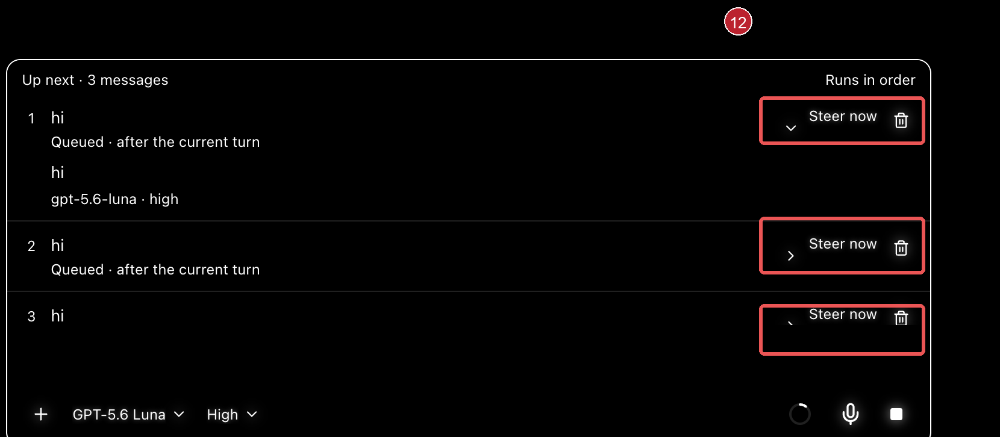 12
Up next · 3 messages
Runs in order
1 hi
Steer now
Queued · after the current turn
hi
gpt-5.6-luna · high
2 hi
Steer now
Queued · after the current turn
3 hi
Steer now
GPT-5.6 Luna
High